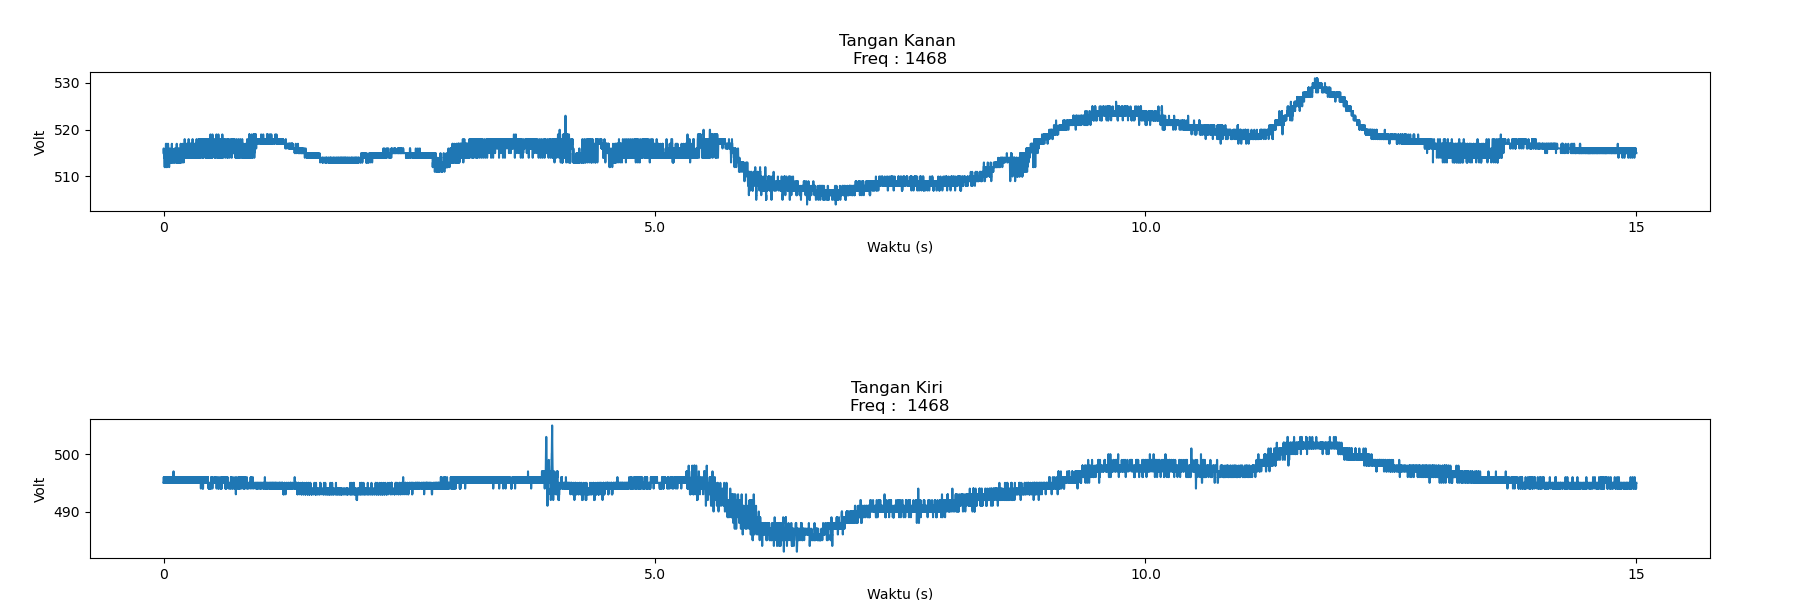 Tangan Kanan
Freq : 1468
530
520
510
Volt
0 5.0 10.0 15
Waktu (s)
Tangan Kiri
Freq :  1468
500
490
Volt
0 5.0 10.0 15
Waktu (s)